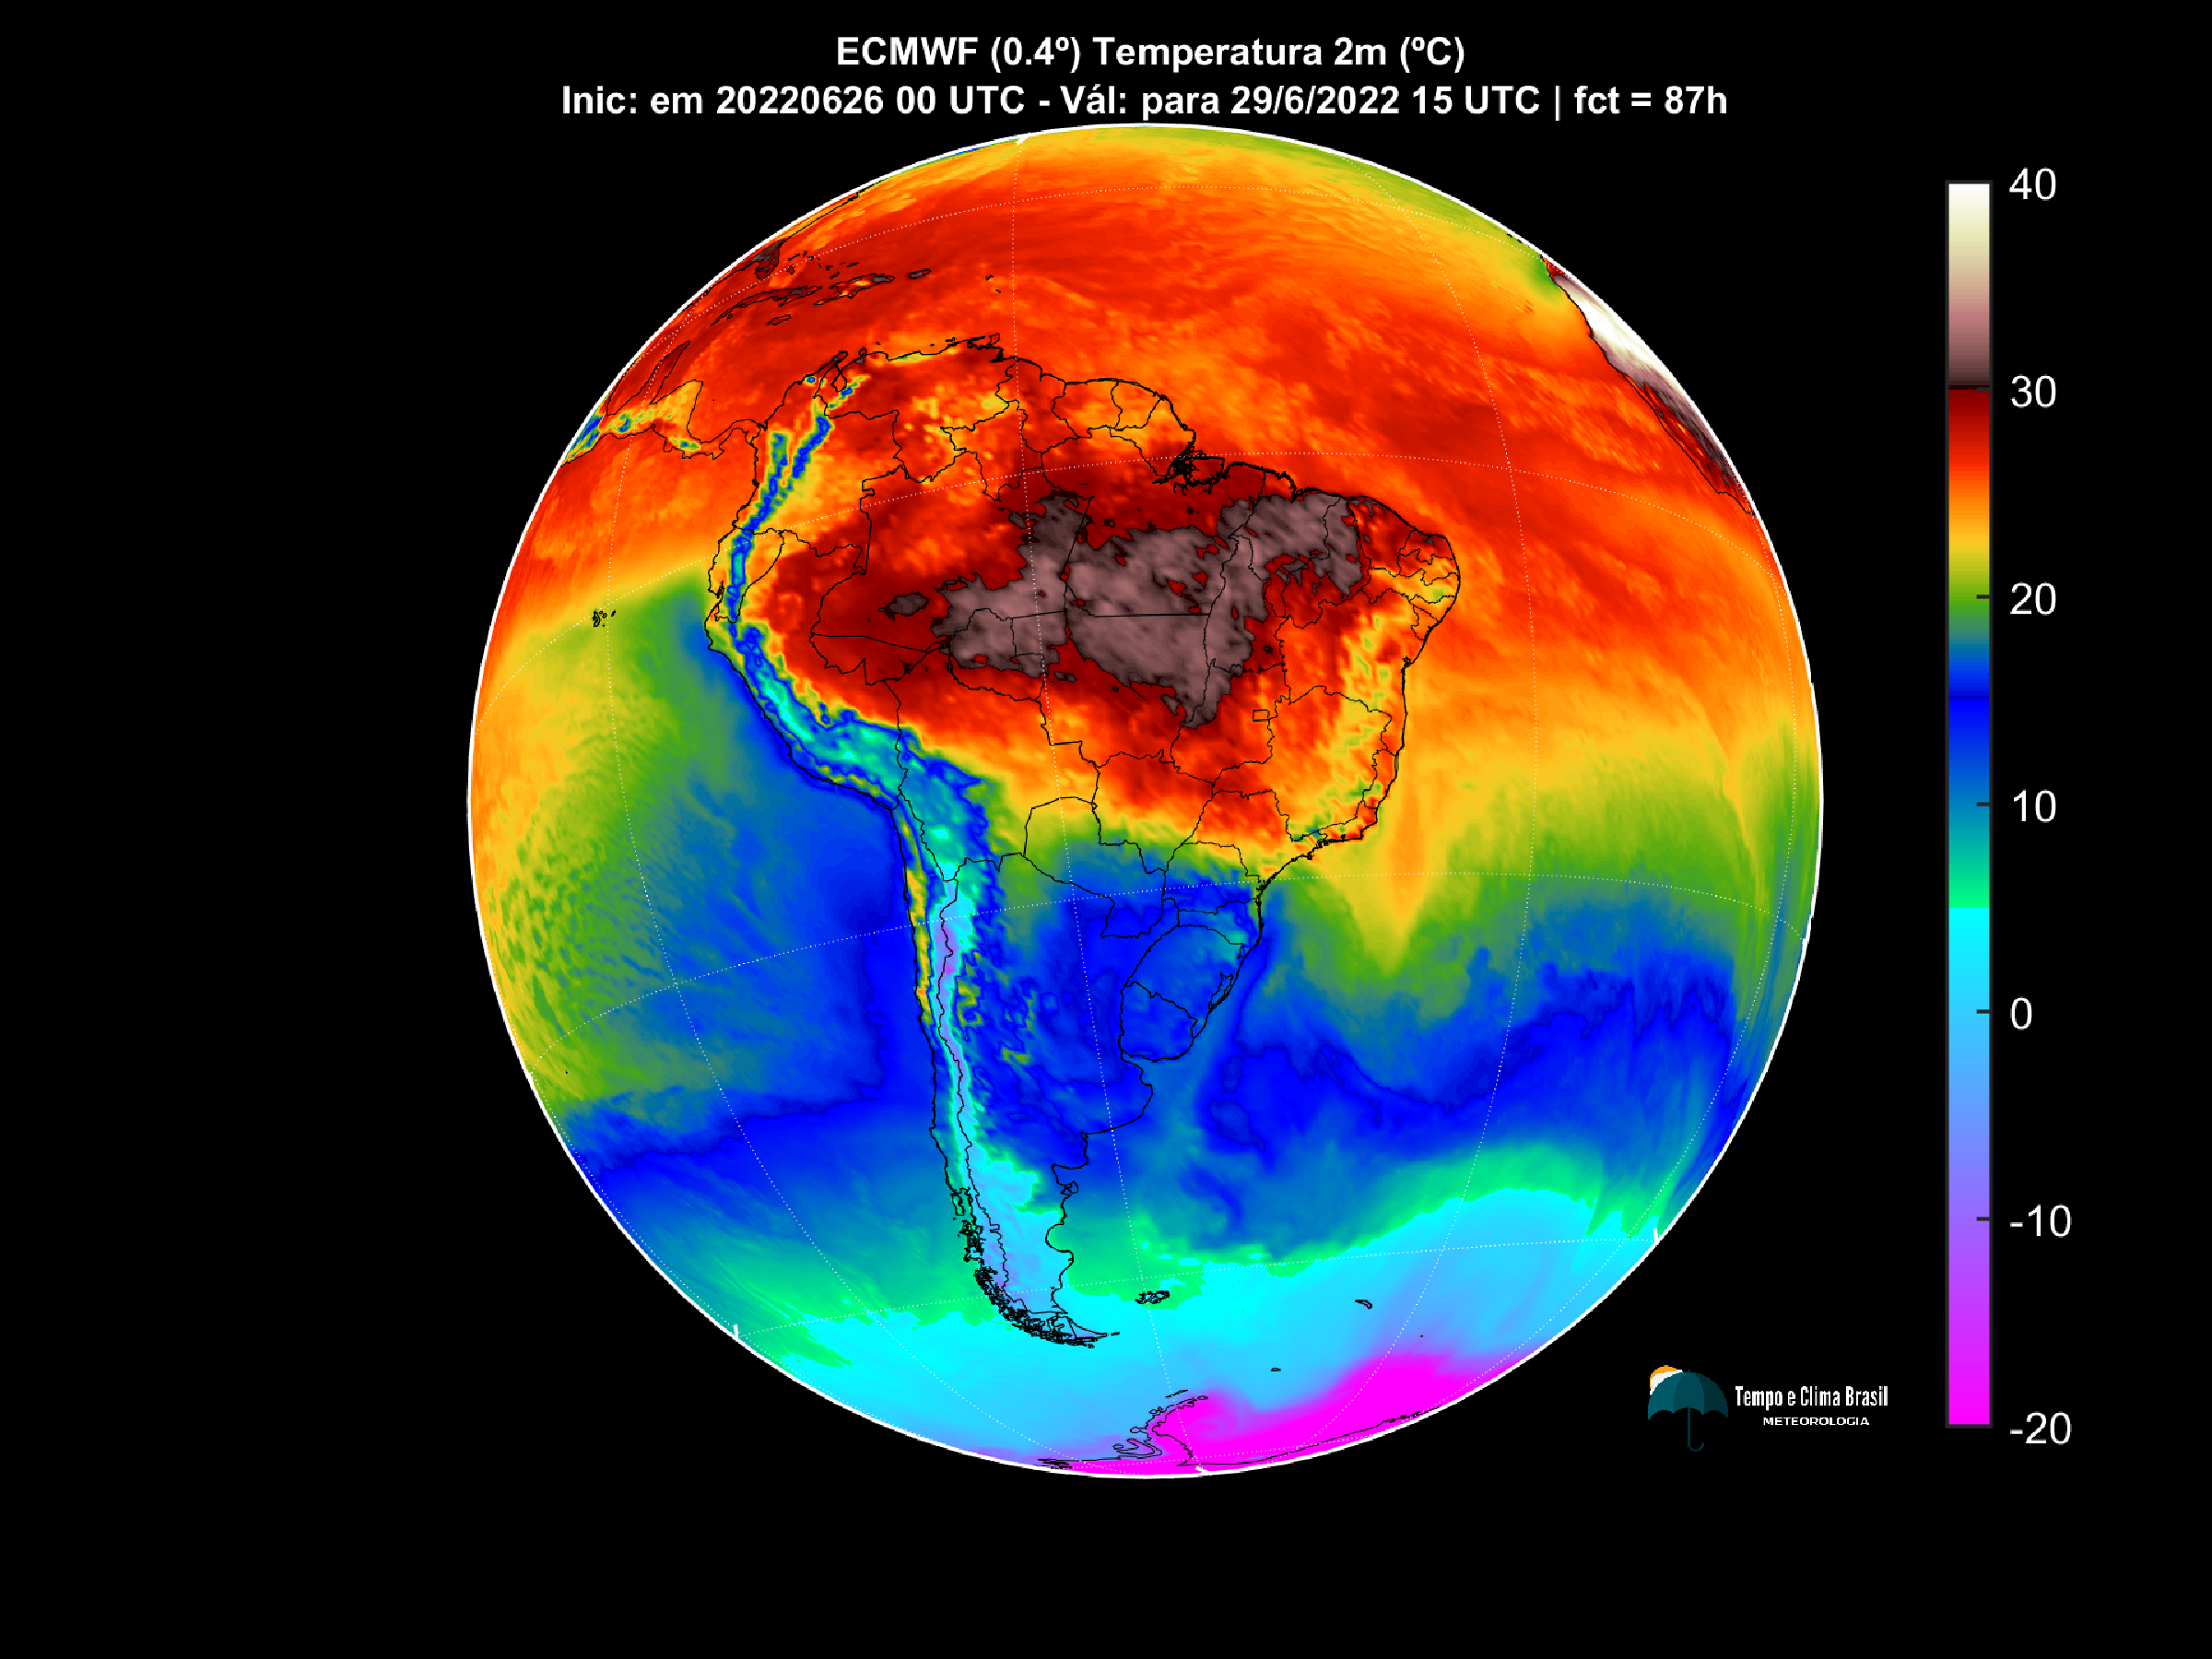 ECMWF (0.4º) Temperatura 2m (ºC)
Inic: em 20220626 00 UTC - Vál: para 29/6/2022 15 UTC | fct = 87h
40
30
20
10
0
-10
-20
Tempo e Clima Brasil
METEOROLOGIA